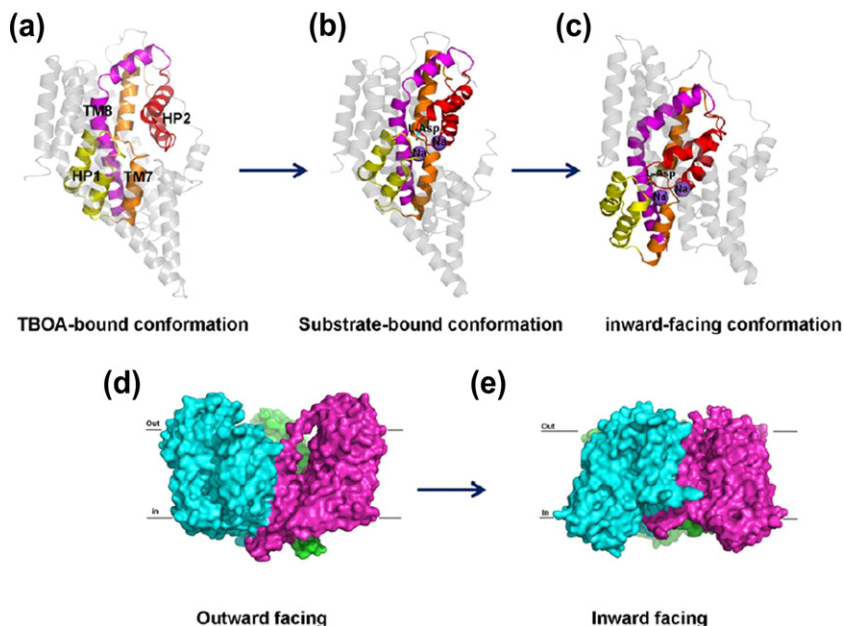 (a)
(b)
(c)
TM8
HP2
HP1
TM7
L-Asp
Na
Na
L-Asp
Na
Na
TBOA-bound conformation
Substrate-bound conformation
inward-facing conformation
(d)
(e)
Out
in
Out
In
Outward facing
Inward facing